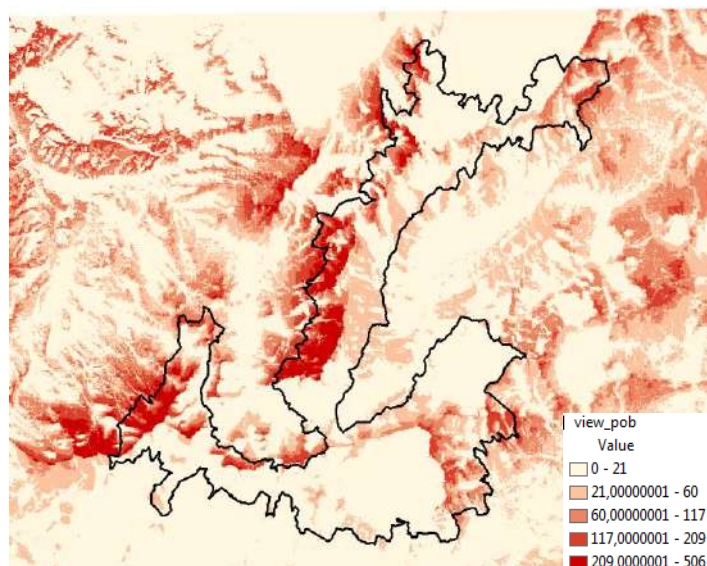 view_pob
Value
0 - 21
21,00000001 - 60
60,00000001 - 117
117,0000001 - 209
209,0000001 - 506